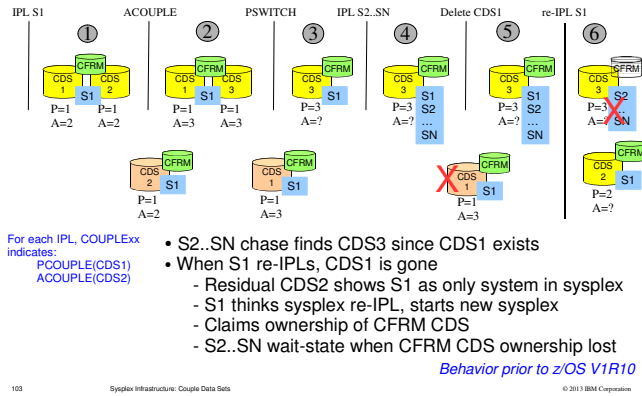 IPL S1 ACOUPLE PSWITCH IPL S2..SN Delete CDS1 re-IPL S1
1 2 3 4 5 6
CFRM CFRM CFRM CFRM CFRM CFRM
CDS 1 CDS 2 CDS 1 CDS 3 CDS 3 CDS 3 CDS 3 CDS 3
S1 S1 S1 S1 S1 S2
S2 S2 ..
... ... SN
SN SN
P=1 P=1 P=1 P=1 P=3 P=3 P=3 P=3
A=2 A=2 A=3 A=3 A=? A=? A=? A=?
CFRM CFRM CFRM CFRM
CDS 2 CDS 1 CDS 1 CDS 2
S1 S1 X S1 S1
P=1 P=1 P=1 P=2
A=2 A=3 A=3 A=?
For each IPL, COUPLExx
indicates:
PCOUPLE(CDS1)
ACOUPLE(CDS2)
• S2..SN chase finds CDS3 since CDS1 exists
• When S1 re-IPLs, CDS1 is gone
- Residual CDS2 shows S1 as only system in sysplex
- S1 thinks sysplex re-IPL, starts new sysplex
- Claims ownership of CFRM CDS
- S2..SN wait-state when CFRM CDS ownership lost
Behavior prior to z/OS V1R10
103 Sysplex Infrastructure: Couple Data Sets © 2013 IBM Corporation